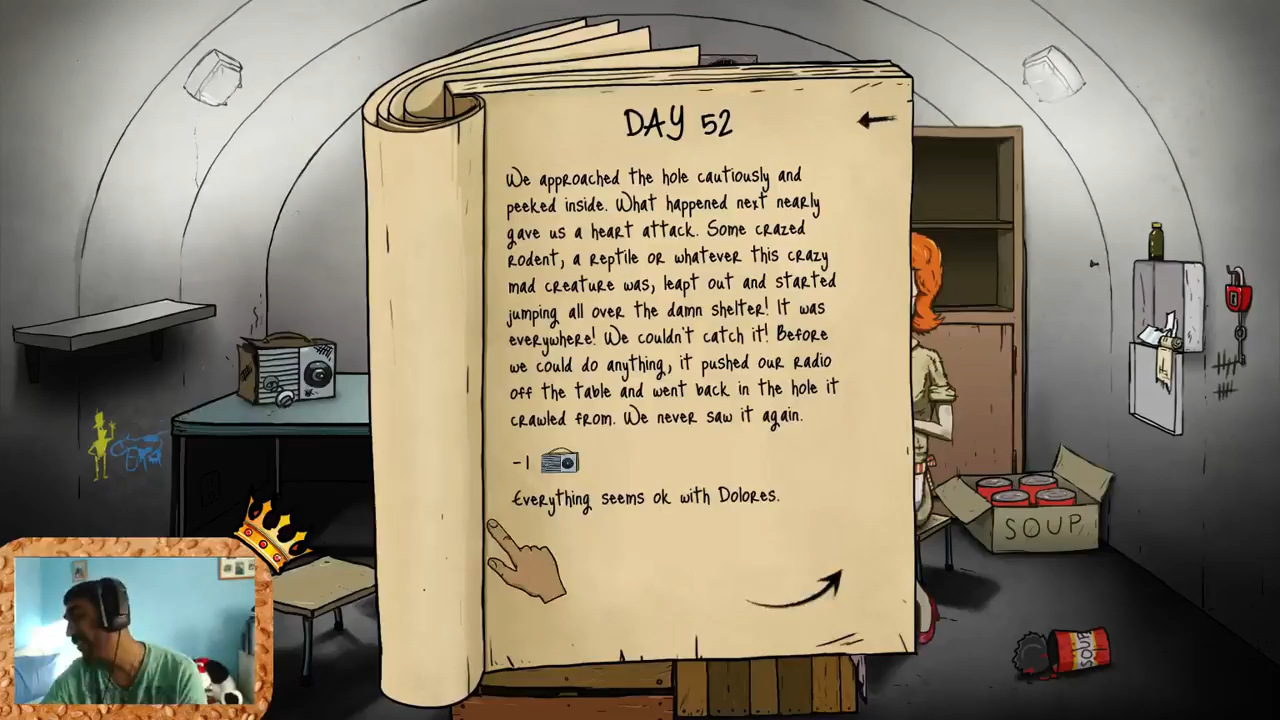 DAY 52
We approached the hole cautiously and
peeked inside. What happened next nearly
gave us a heart attack. Some crazed
rodent, a reptile or whatever this crazy
mad creature was, leapt out and started
jumping all over the damn shelter! It was
everywhere! We couldn't catch it! Before
we could do anything, it pushed our radio
off the table and went back in the hole it
crawled from. We never saw it again.
-1
Everything seems ok with Dolores.
SOUP
SOUP